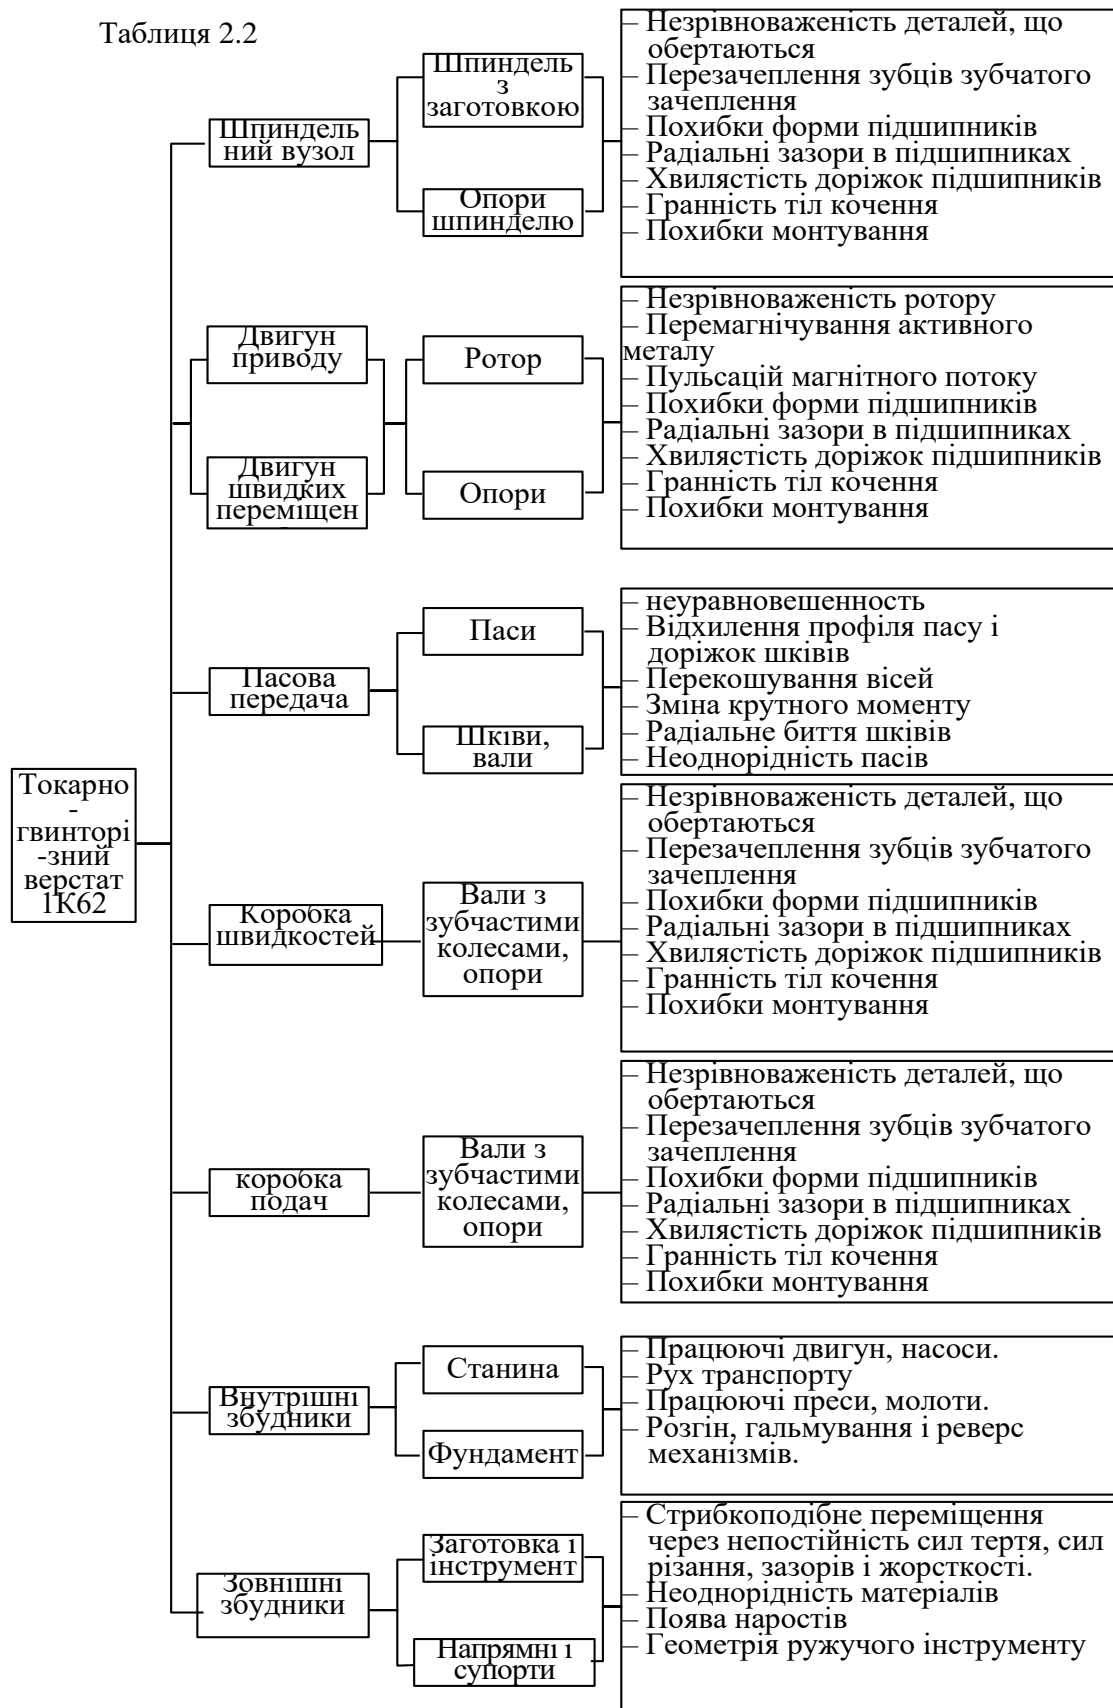 Таблиця 2.2
Токарно
-
гвинторі
-зний
верстат
1К62
Шпиндель
ний вузол
Шпиндель
з
заготовкою
Опори
шпинделю
– Незрівноваженість деталей, що
обертаються
– Перезачеплення зубців зубчатого
зачеплення
– Похибки форми підшипників
– Радіальні зазори в підшипниках
– Хвилястість доріжок підшипників
– Гранність тіл кочення
– Похибки монтування
Двигун
приводу
Двигун
швидких
переміщен
Ротор
Опори
– Незрівноваженість ротору
– Перемагнічування активного
металу
– Пульсацій магнітного потоку
– Похибки форми підшипників
– Радіальні зазори в підшипниках
– Хвилястість доріжок підшипників
– Гранність тіл кочення
– Похибки монтування
Пасова
передача
Паси
Шківи,
вали
– неуравновешенность
– Відхилення профіля пасу і
доріжок шківів
– Перекошування вісей
– Зміна крутного моменту
– Радіальне биття шківів
– Неоднорідність пасів
Коробка
швидкостей
Вали з
зубчастими
колесами,
опори
– Незрівноваженість деталей, що
обертаються
– Перезачеплення зубців зубчатого
зачеплення
– Похибки форми підшипників
– Радіальні зазори в підшипниках
– Хвилястість доріжок підшипників
– Гранність тіл кочення
– Похибки монтування
коробка
подач
Вали з
зубчастими
колесами,
опори
– Незрівноваженість деталей, що
обертаються
– Перезачеплення зубців зубчатого
зачеплення
– Похибки форми підшипників
– Радіальні зазори в підшипниках
– Хвилястість доріжок підшипників
– Гранність тіл кочення
– Похибки монтування
Внутрішні
збудники
Станина
Фундамент
– Працюючі двигун, насоси.
– Рух транспорту
– Працюючі преси, молоти.
– Розгін, гальмування і реверс
механізмів.
Зовнішні
збудники
Заготовка і
інструмент
Напрямні і
супорти
– Стрибкоподібне переміщення
через непостійність сил тертя, сил
різання, зазорів і жорсткості.
– Неоднорідність матеріалів
– Поява наростів
– Геометрія ружучого інструменту